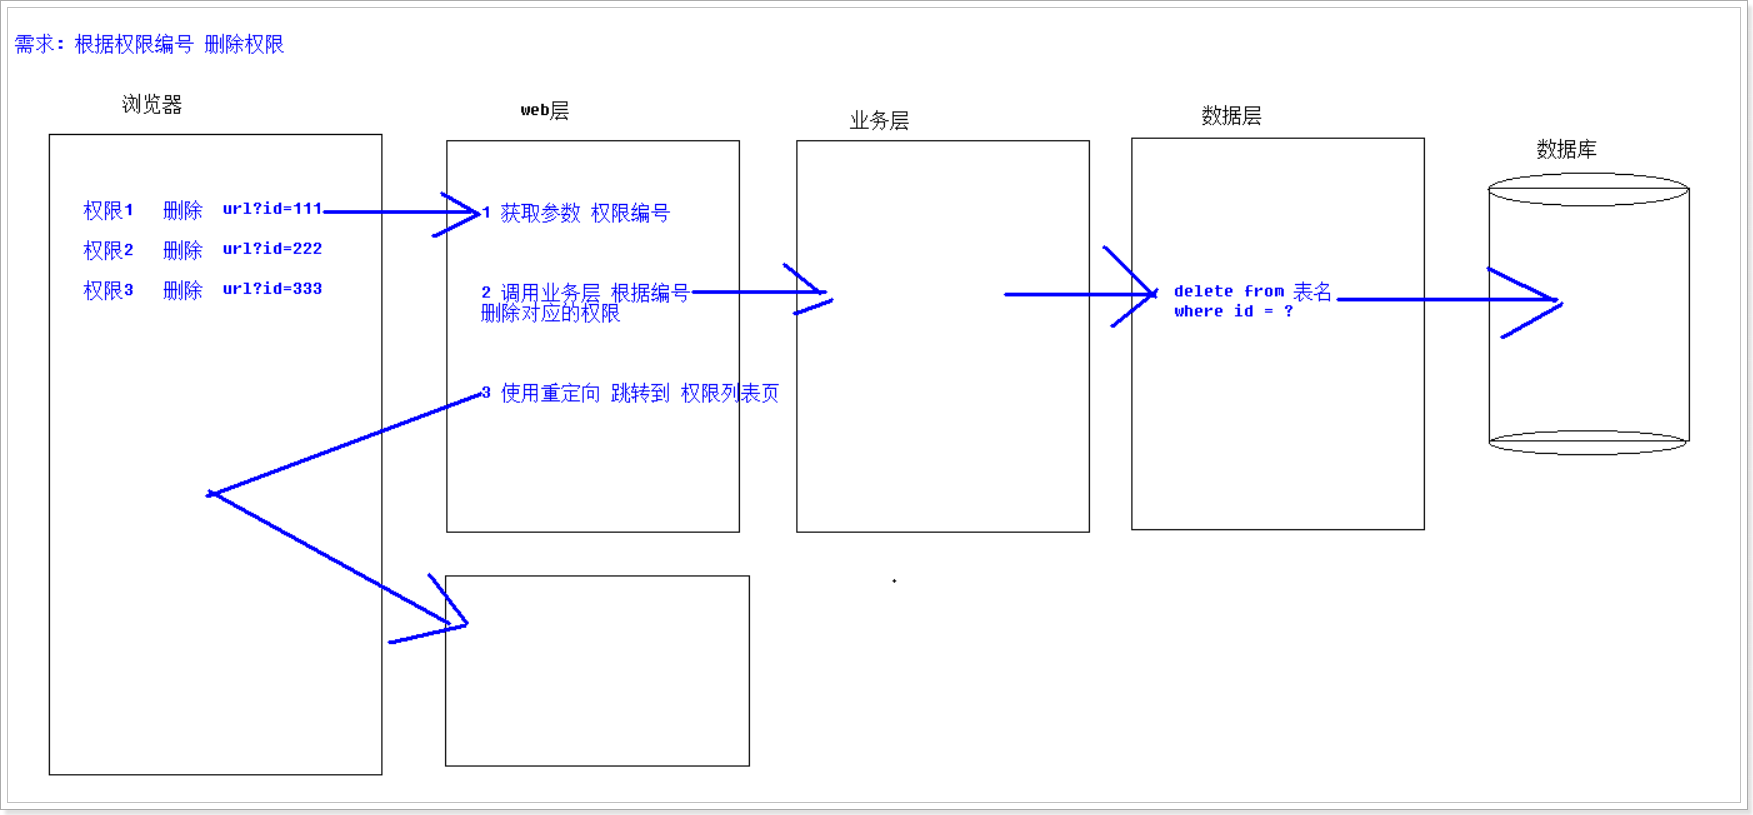 需求：根据权限编号 删除权限
浏览器
web层
业务层
数据层
数据库
权限1 删除 url?id=111
权限2 删除 url?id=222
权限3 删除 url?id=333
1 获取参数 权限编号
2 调用业务层 根据编号
删除对应的权限
3 使用重定向 跳转到 权限列表页
delete from 表名
where id = ?